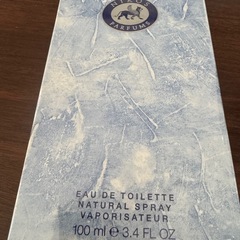 PARFUMS
EAU DE TOILETTE
NATURAL SPRAY
VAPORISATEUR
100 ml ℮ 3.4 FL OZ